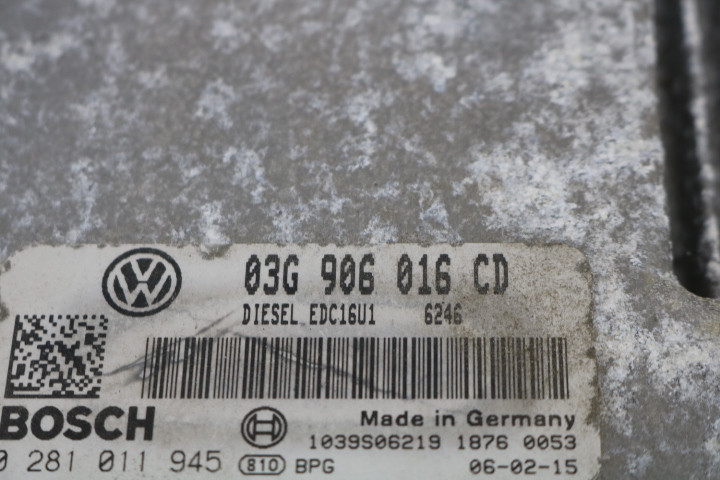 VW 03G 906 016 CD
DIESEL EDC16U1 6246
BOSCH Made in Germany
1039S06219 1876 0053
0 281 011 945 810 BPG 06-02-15